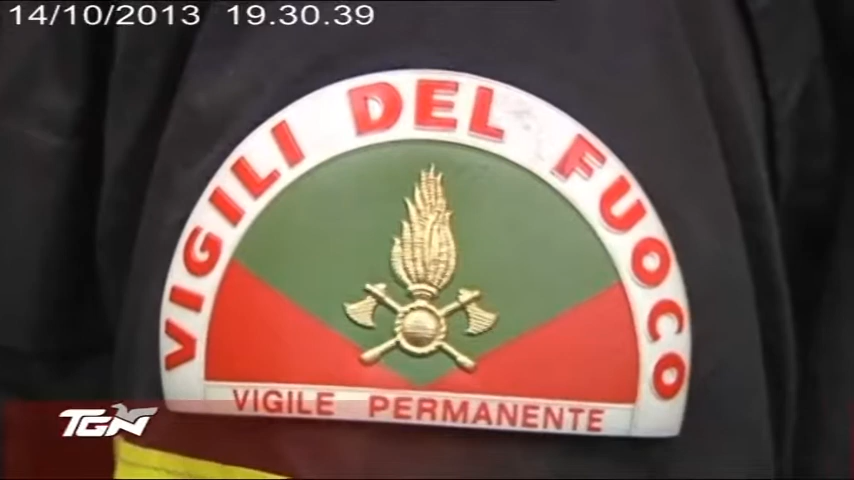 14/10/2013 19.30.39
VIGILI DEL FUOCO
VIGILE PERMANENTE
TGN